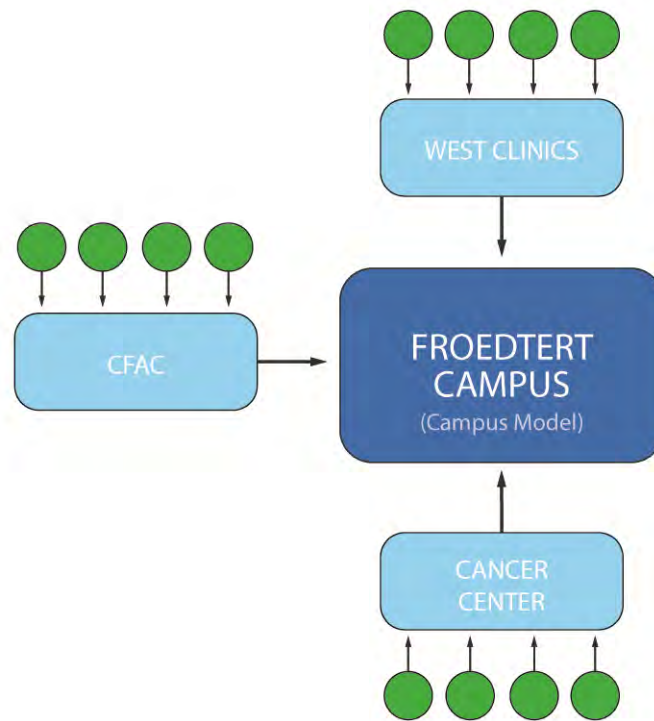 WEST CLINICS
CFAC
FROEDTERT
CAMPUS
(Campus Model)
CANCER
CENTER